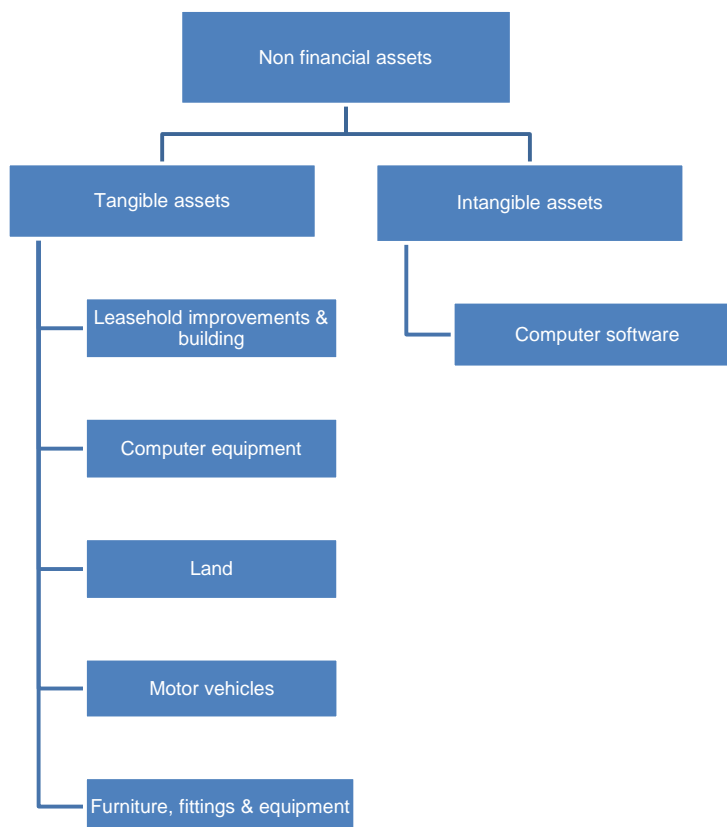 Non financial assets
Tangible assets
Intangible assets
Leasehold improvements &
building
Computer software
Computer equipment
Land
Motor vehicles
Furniture, fittings & equipment